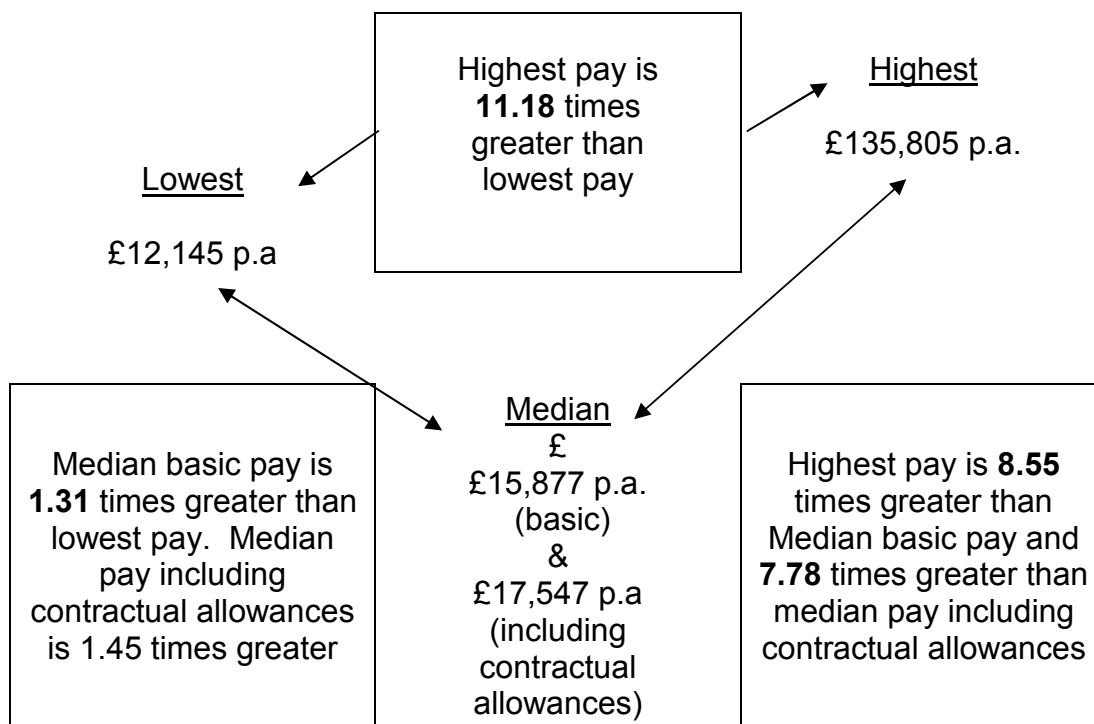 Highest pay is
11.18 times
greater than
lowest pay
Highest
£135,805 p.a.
Lowest
£12,145 p.a
Median basic pay is
1.31 times greater than
lowest pay.  Median
pay including
contractual allowances
is 1.45 times greater
Median
£
£15,877 p.a.
(basic)
&
£17,547 p.a
(including
contractual
allowances)
Highest pay is 8.55
times greater than
Median basic pay and
7.78 times greater than
median pay including
contractual allowances